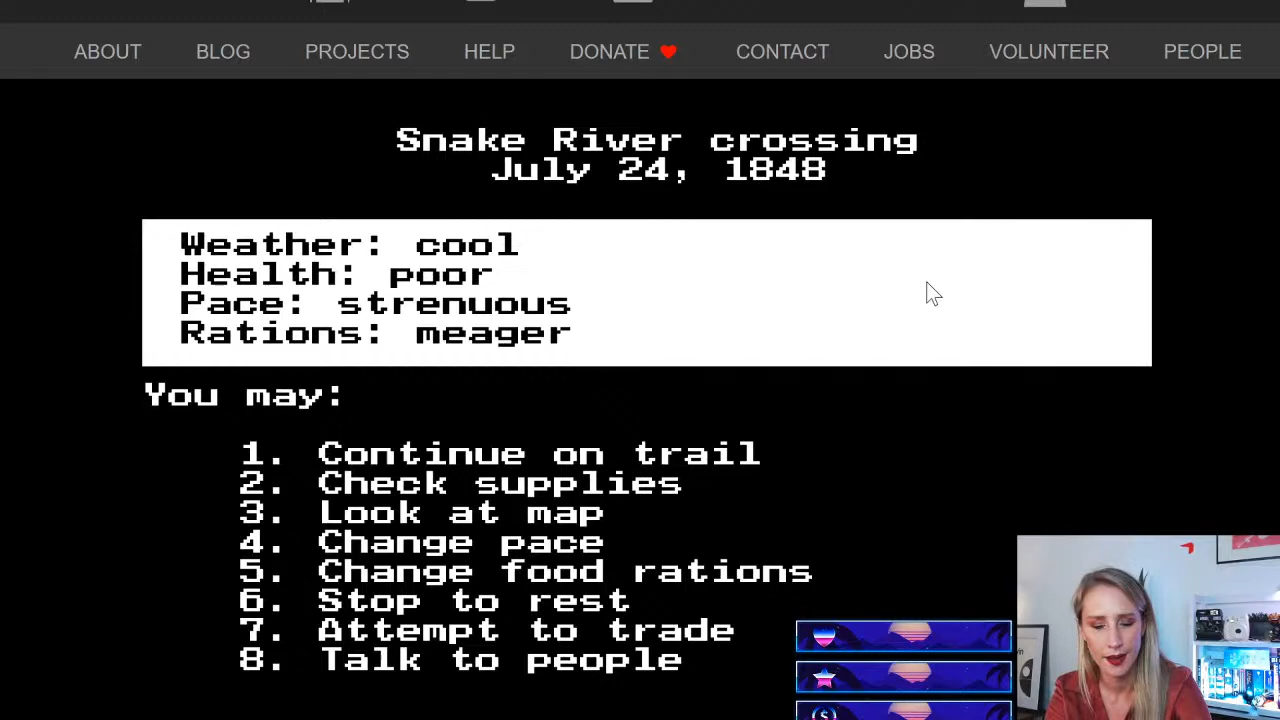 ABOUT BLOG PROJECTS HELP DONATE CONTACT JOBS VOLUNTEER PEOPLE
Snake River crossing
July 24, 1848
Weather: cool
Health: poor
Pace: strenuous
Rations: meager
You may:
1. Continue on trail
2. Check supplies
3. Look at map
4. Change pace
5. Change food rations
6. Stop to rest
7. Attempt to trade
8. Talk to people